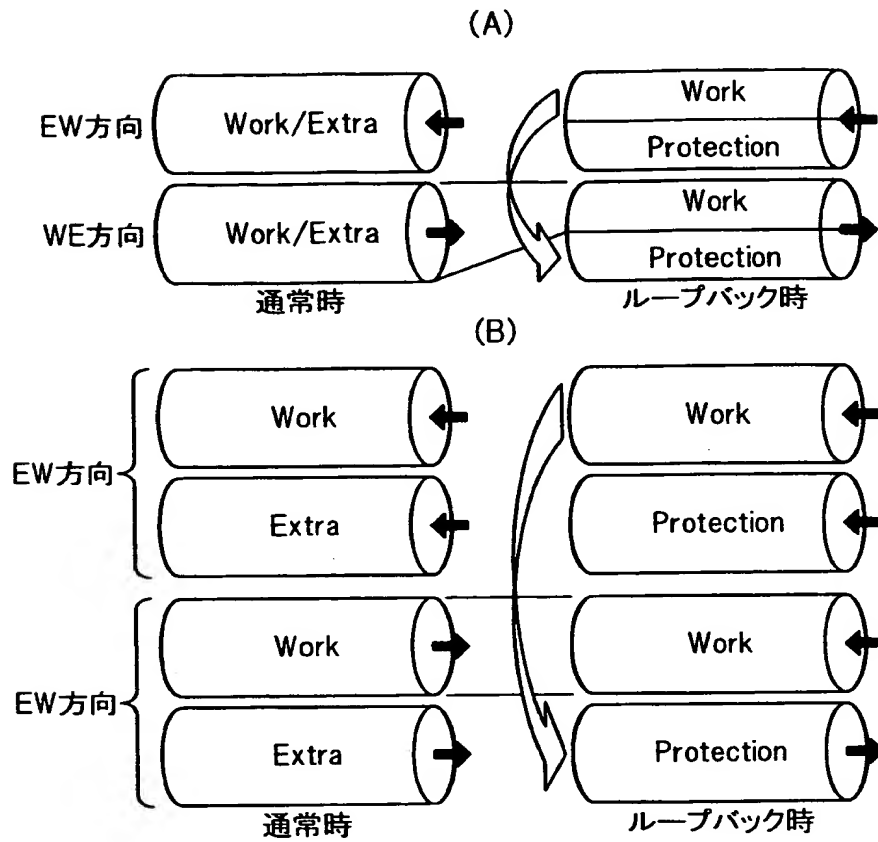 (A)
EW方向
Work/Extra
Work
Protection
WE方向
Work/Extra
Work
Protection
通常時
ループバック時
(B)
EW方向
Work
Work
Extra
Protection
EW方向
Work
Work
Extra
Protection
通常時
ループバック時